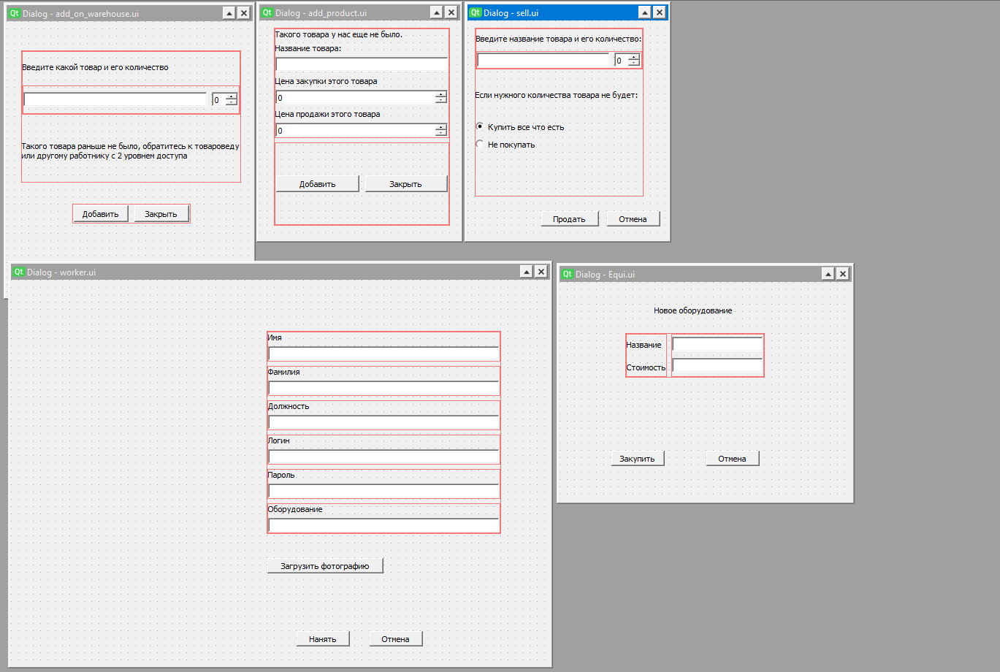 Qt Dialog - add_on_warehouse.ui
Введите какой товар и его количество
0
Такого товара раньше не было, обратитесь к товароведу
или другому работнику с 2 уровнем доступа
Добавить Закрыть
Qt Dialog - add_product.ui
Такого товара у нас еще не было.
Название товара:
Цена закупки этого товара
0
Цена продажи этого товара
0
Добавить Закрыть
Qt Dialog - sell.ui
Введите название товара и его количество:
0
Если нужного количества товара не будет:
Купить все что есть
Не покупать
Продать Отмена
Qt Dialog - worker.ui
Имя
Фамилия
Должность
Логин
Пароль
Оборудование
Загрузить фотографию
Нанять Отмена
Qt Dialog - Equi.ui
Новое оборудование
Название
Стоимость
Закупить Отмена